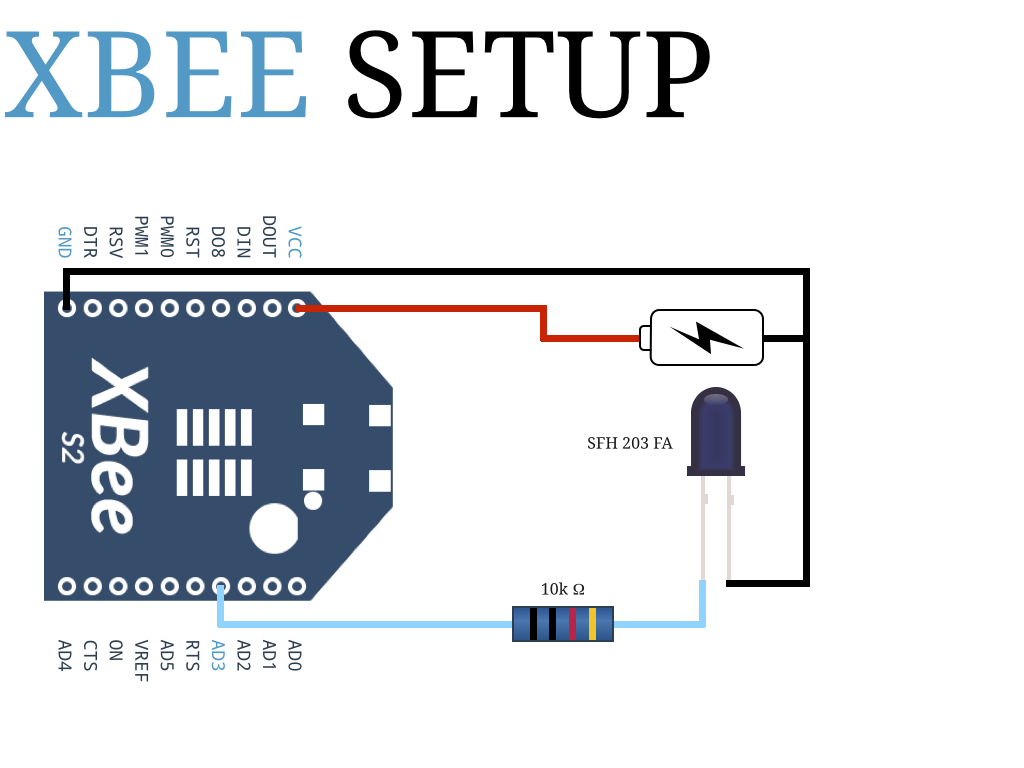 XBEE SETUP
GND
DTR
RSV
PWM1
PWM0
RST
DO8
DIN
DOUT
VCC
XBee
S2
SFH 203 FA
10k Ω
AD4
CTS
ON
VREF
AD5
RTS
AD3
AD2
AD1
AD0